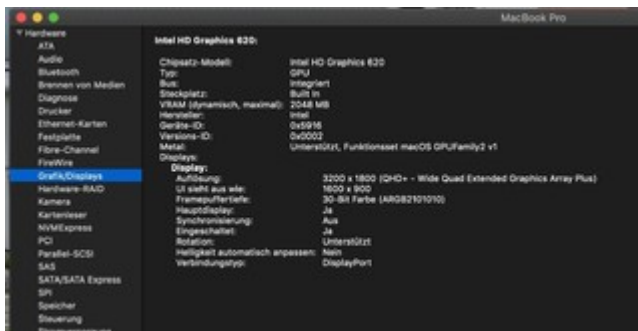 MacBook Pro
Hardware
ATA
Audio
Bluetooth
Brennen von Medien
Diagnose
Drucker
Ethernet-Karten
Festplatte
Fibre-Channel
FireWire
Grafik/Displays
Hardware-RAID
Kamera
Kartenleser
NVMExpress
PCI
Parallel-SCSI
SAS
SATA/SATA Express
SPI
Speicher
Steuerung
Intel HD Graphics 620:
Chipsatz-Modell: Intel HD Graphics 620
Typ: GPU
Bus: Integriert
Steckplatz: Built In
VRAM (dynamisch, maximal): 2048 MB
Hersteller: Intel
Geräte-ID: 0x5916
Versions-ID: 0x0002
Metal: Unterstützt, Funktionsset macOS GPUFamily2 v1
Displays:
Display:
Auflösung: 3200 x 1800 (QHD+ - Wide Quad Extended Graphics Array Plus)
UI sieht aus wie: 1600 x 900
Framepuffertiefe: 30-Bit Farbe (ARGB2101010)
Hauptdisplay: Ja
Synchronisierung: Aus
Eingeschaltet: Ja
Rotation: Unterstützt
Helligkeit automatisch anpassen: Nein
Verbindungstyp: DisplayPort